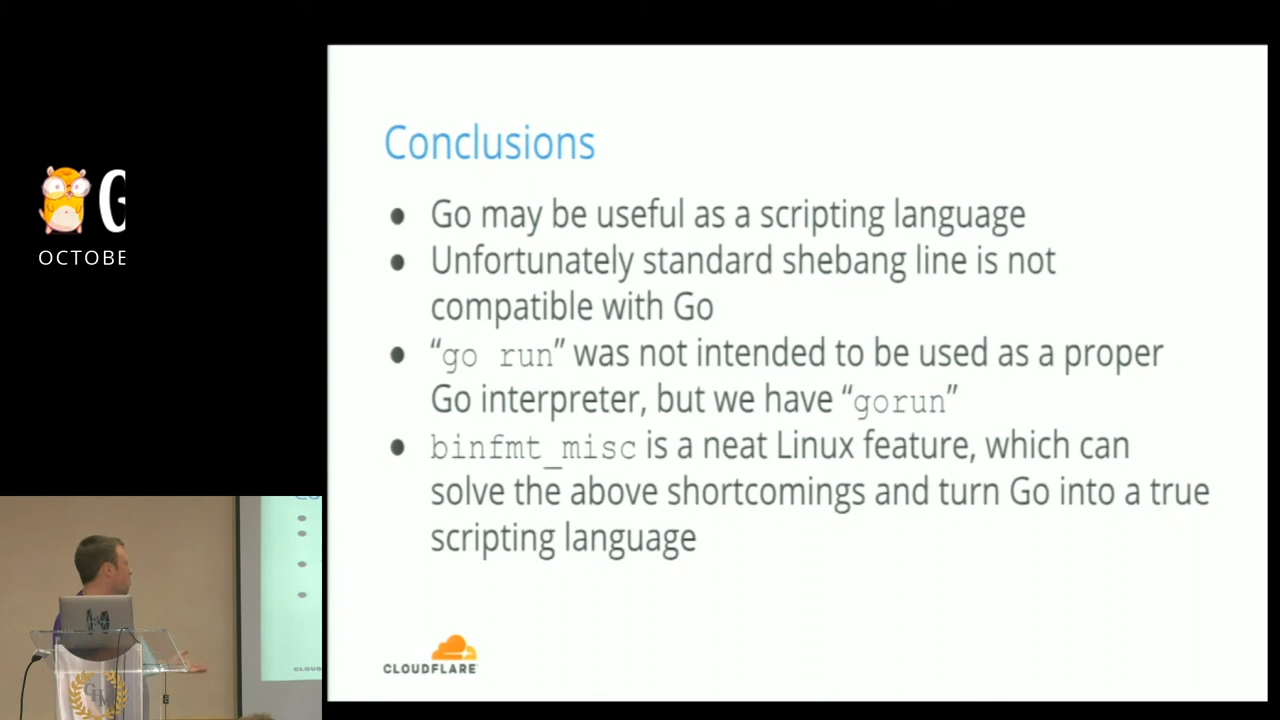 Conclusions
● Go may be useful as a scripting language
● Unfortunately standard shebang line is not
compatible with Go
● “go run” was not intended to be used as a proper
Go interpreter, but we have “gorun”
● binfmt_misc is a neat Linux feature, which can
solve the above shortcomings and turn Go into a true
scripting language
CLOUDFLARE
G
OCTOBE
CLOUD